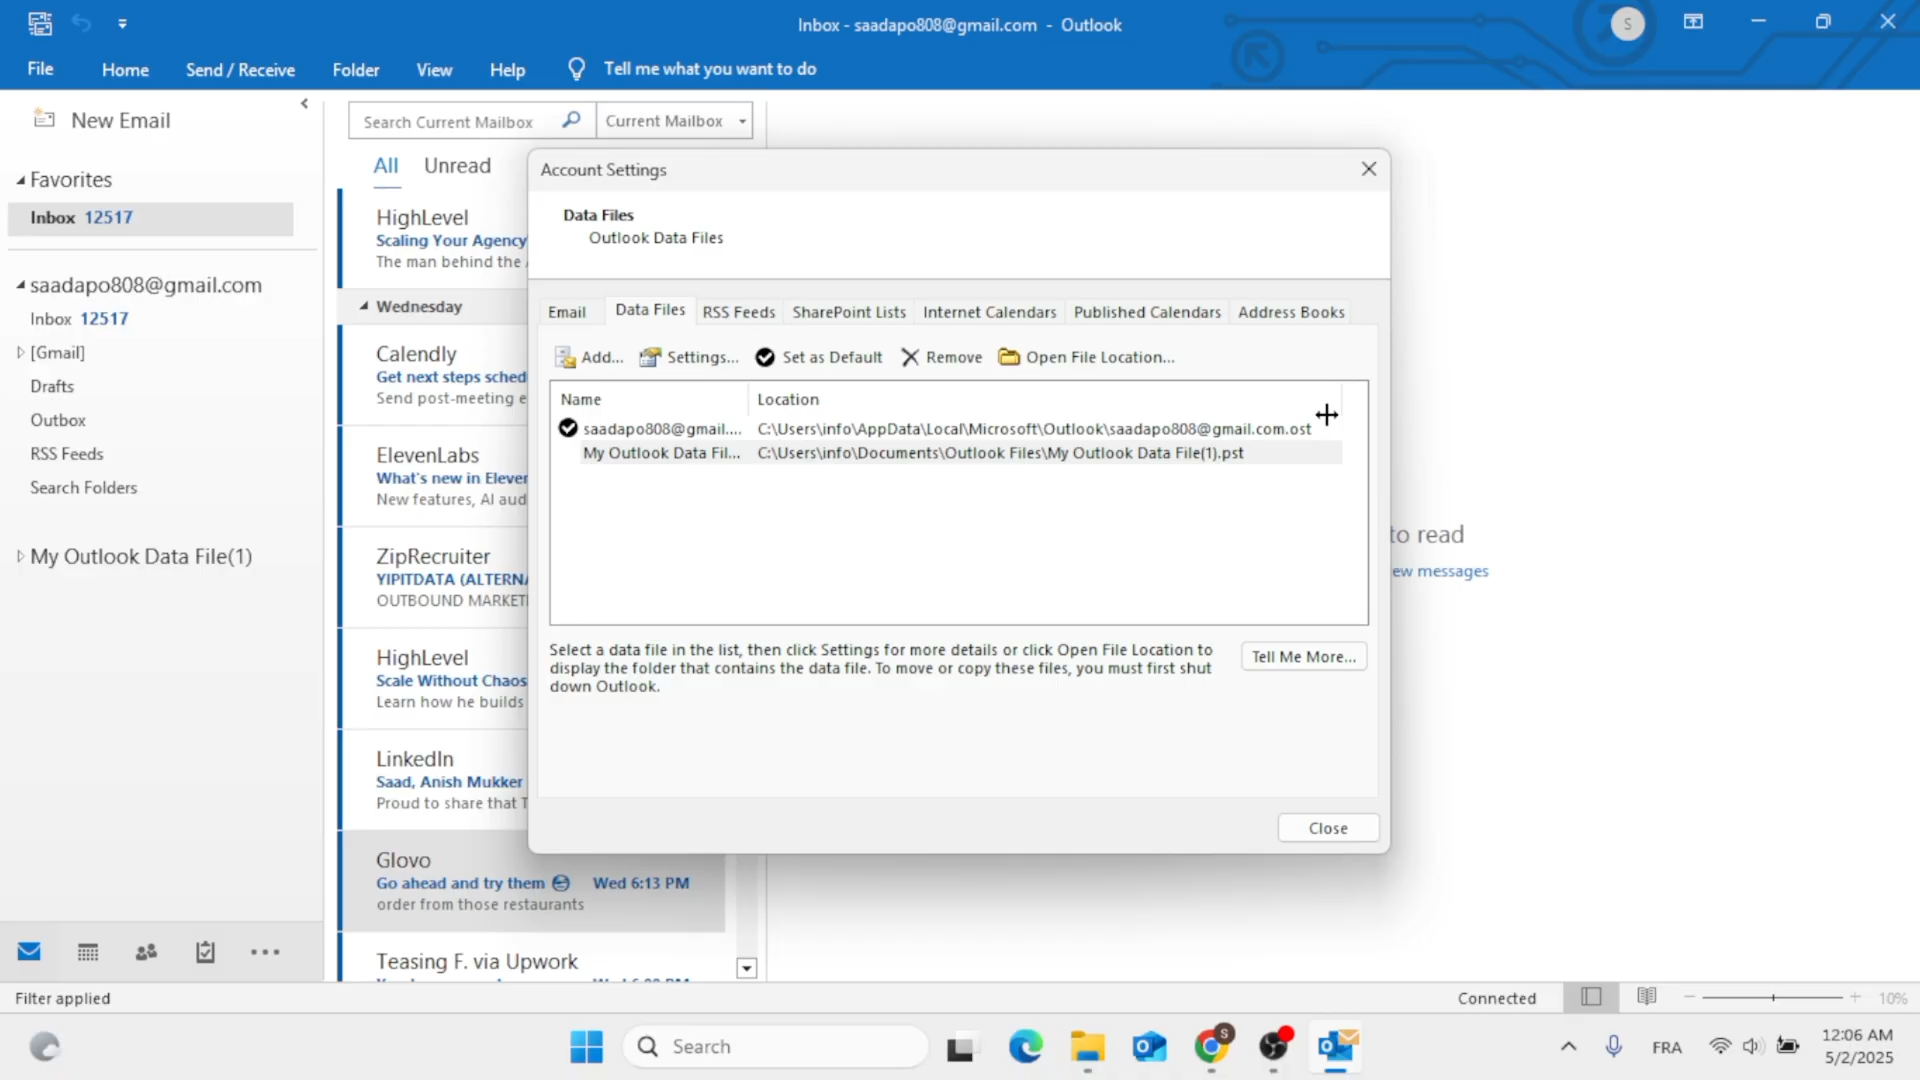 Inbox - saadapo808@gmail.com - Outlook
S
File Home Send / Receive Folder View Help Tell me what you want to do
New Email
Favorites
Inbox 12517
saadapo808@gmail.com
Inbox 12517
[Gmail]
Drafts
Outbox
RSS Feeds
Search Folders
My Outlook Data File(1)
Search Current Mailbox
Current Mailbox
All Unread
HighLevel
Scaling Your Agency
The man behind the
Wednesday
Calendly
Get next steps sched
Send post-meeting e
ElevenLabs
What's new in Eleven
New features, AI aud
ZipRecruiter
YIPITDATA (ALTERNA
OUTBOUND MARKETI
HighLevel
Scale Without Chaos
Learn how he builds
LinkedIn
Saad, Anish Mukker
Proud to share that T
Glovo
Go ahead and try them Wed 6:13 PM
order from those restaurants
Teasing F. via Upwork
Account Settings
Data Files
Outlook Data Files
Email Data Files RSS Feeds SharePoint Lists Internet Calendars Published Calendars Address Books
Add... Settings... Set as Default Remove Open File Location...
Name Location
saadapo808@gmail.... C:\Users\info\AppData\Local\Microsoft\Outlook\saadapo808@gmail.com.ost
My Outlook Data Fil... C:\Users\info\Documents\Outlook Files\My Outlook Data File(1).pst
Select a data file in the list, then click Settings for more details or click Open File Location to
display the folder that contains the data file. To move or copy these files, you must first shut
down Outlook.
Tell Me More...
Close
to read
ew messages
Filter applied
Connected
10%
Search
S
FRA
12:06 AM
5/2/2025